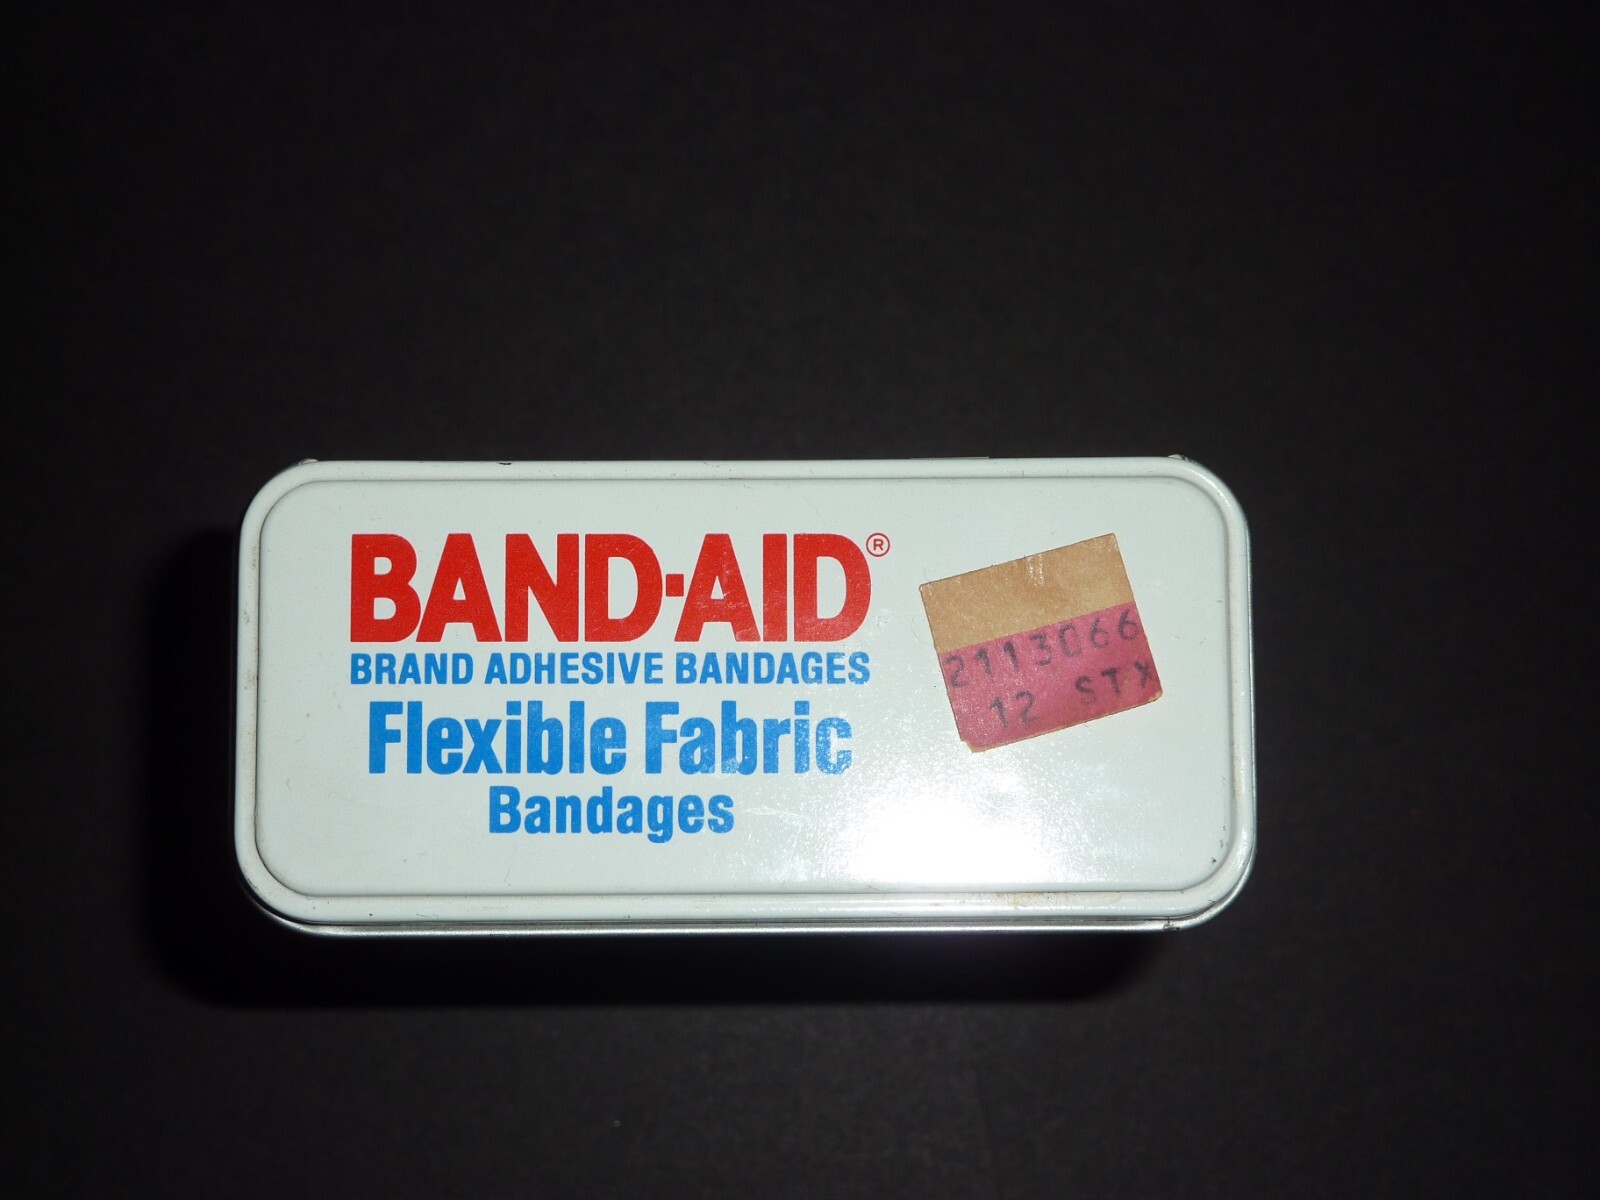 BAND-AID®
BRAND ADHESIVE BANDAGES
Flexible Fabric
Bandages
2113066
12 STX